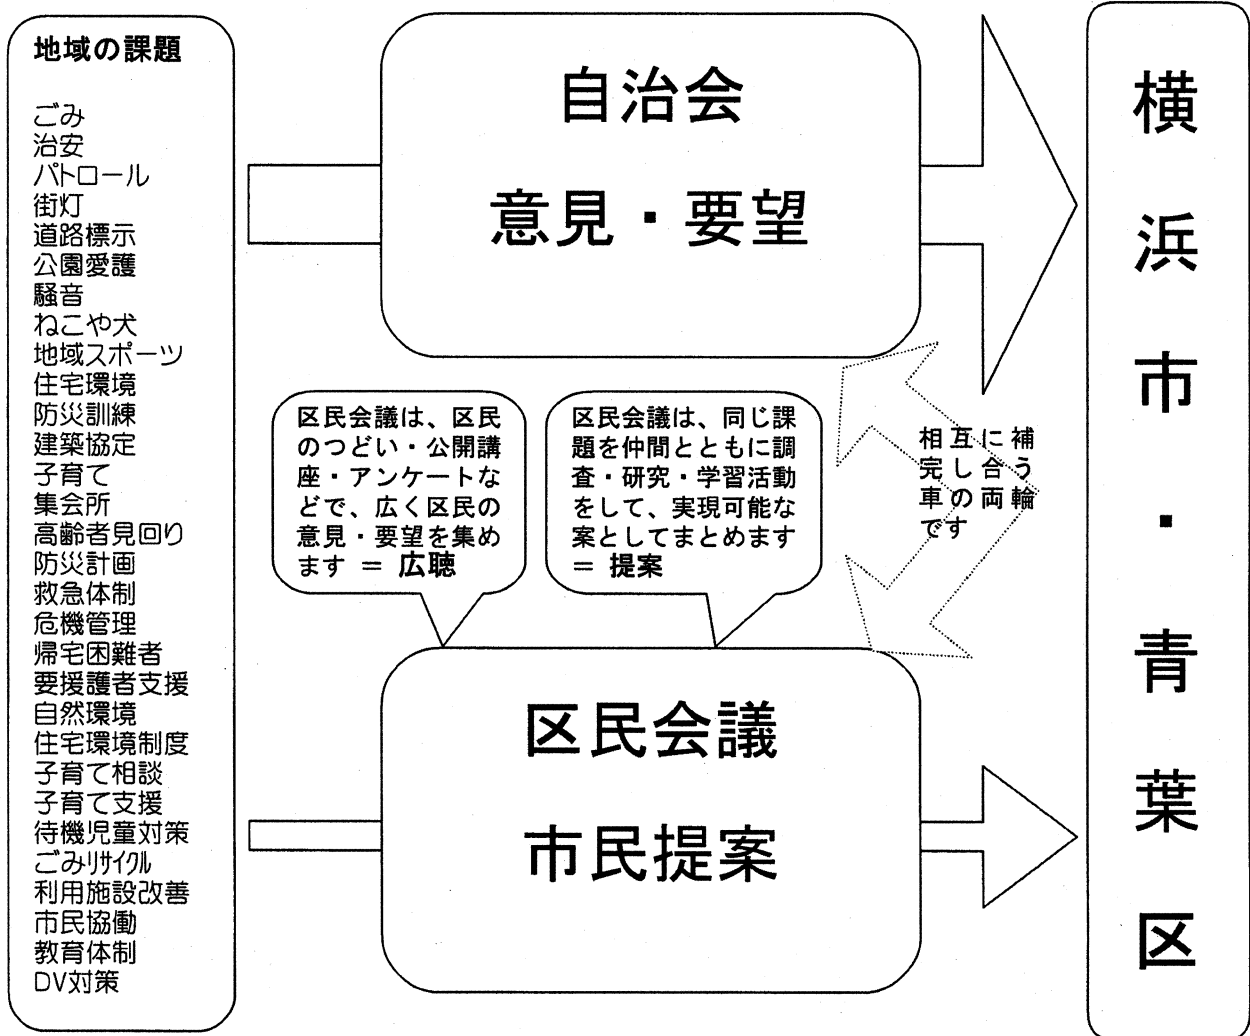 地域の課題
ごみ
治安
パトロール
街灯
道路標示
公園愛護
騒音
ねこや犬
地域スポーツ
住宅環境
防災訓練
建築協定
子育て
集会所
高齢者見回り
防災計画
救急体制
危機管理
帰宅困難者
要援護者支援
自然環境
住宅環境制度
子育て相談
子育て支援
待機児童対策
ごみリサイクル
利用施設改善
市民協働
教育体制
DV対策
自治会
意見・要望
区民会議は、区民
のつどい・公開講
座・アンケートな
どで、広く区民の
意見・要望を集め
ます = 広聴
区民会議は、同じ課
題を仲間とともに調
査・研究・学習活動
をして、実現可能な
案としてまとめます
= 提案
相互に補
完し合う
車の両輪
です
区民会議
市民提案
横浜市・青葉区